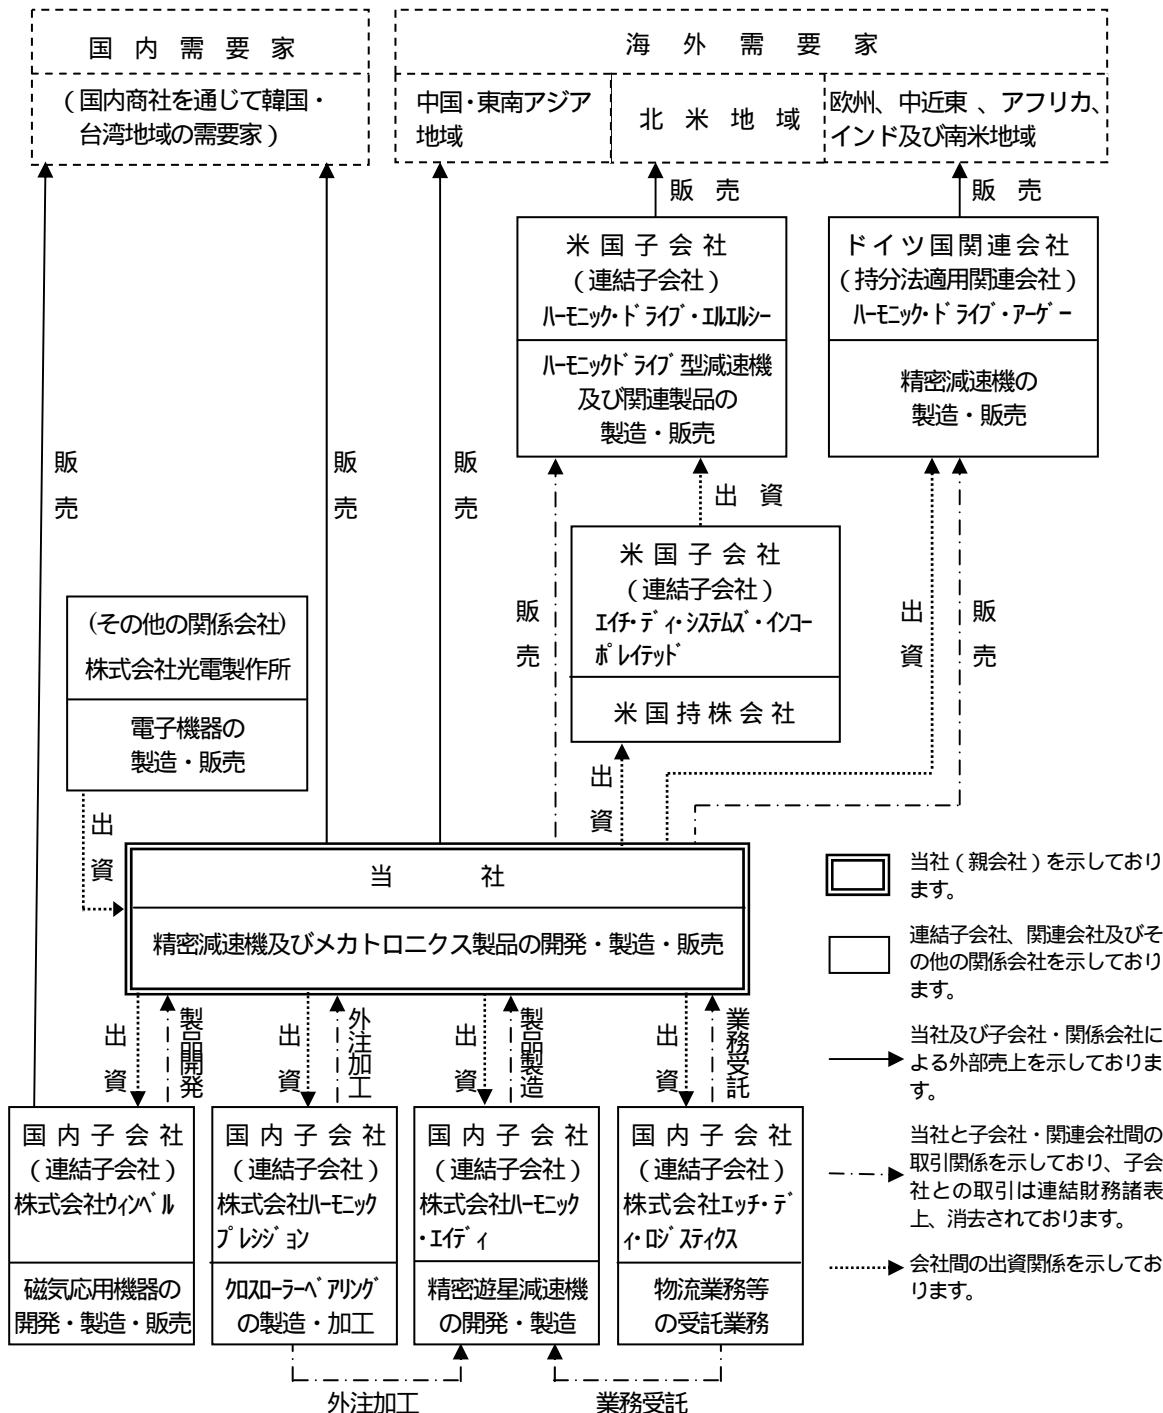 国内需要家
（国内商社を通じて韓国・
台湾地域の需要家）
海外需要家
中国・東南アジア
地域
北米地域
欧州、中近東、アフリカ、
インド及び南米地域
販売
販売
米国子会社
（連結子会社）
ハーモニック・ドライブ・エルエルシー
ハーモニックドライブ型減速機
及び関連製品の
製造・販売
ドイツ国関連会社
（持分法適用関連会社）
ハーモニック・ドライブ・アーゲー
精密減速機の
製造・販売
販売
販売
販売
出資
米国子会社
（連結子会社）
エイチ・ディ・システムズ・インコー
ポレイテッド
米国持株会社
販売
出資
販売
(その他の関係会社)
株式会社光電製作所
電子機器の
製造・販売
出資
出資
当社
精密減速機及びメカトロニクス製品の開発・製造・販売
当社（親会社）を示しており
ます。
連結子会社、関連会社及びそ
の他の関係会社を示しており
ます。
当社及び子会社・関係会社に
よる外部売上を示しておりま
す。
当社と子会社・関連会社間の
取引関係を示しており、子会
社との取引は連結財務諸表
上、消去されております。
会社間の出資関係を示してお
ります。
出資
製品開発
出資
外注加工
出資
製品製造
出資
業務受託
国内子会社
（連結子会社）
株式会社ウィンベル
磁気応用機器の
開発・製造・販売
国内子会社
（連結子会社）
株式会社ハーモニック
プレシジョン
クロスローラーベアリング
の製造・加工
国内子会社
（連結子会社）
株式会社ハーモニック
・エイディ
精密遊星減速機
の開発・製造
国内子会社
（連結子会社）
株式会社エッチ・デ
ィ・ロジスティクス
物流業務等
の受託業務
外注加工
業務受託